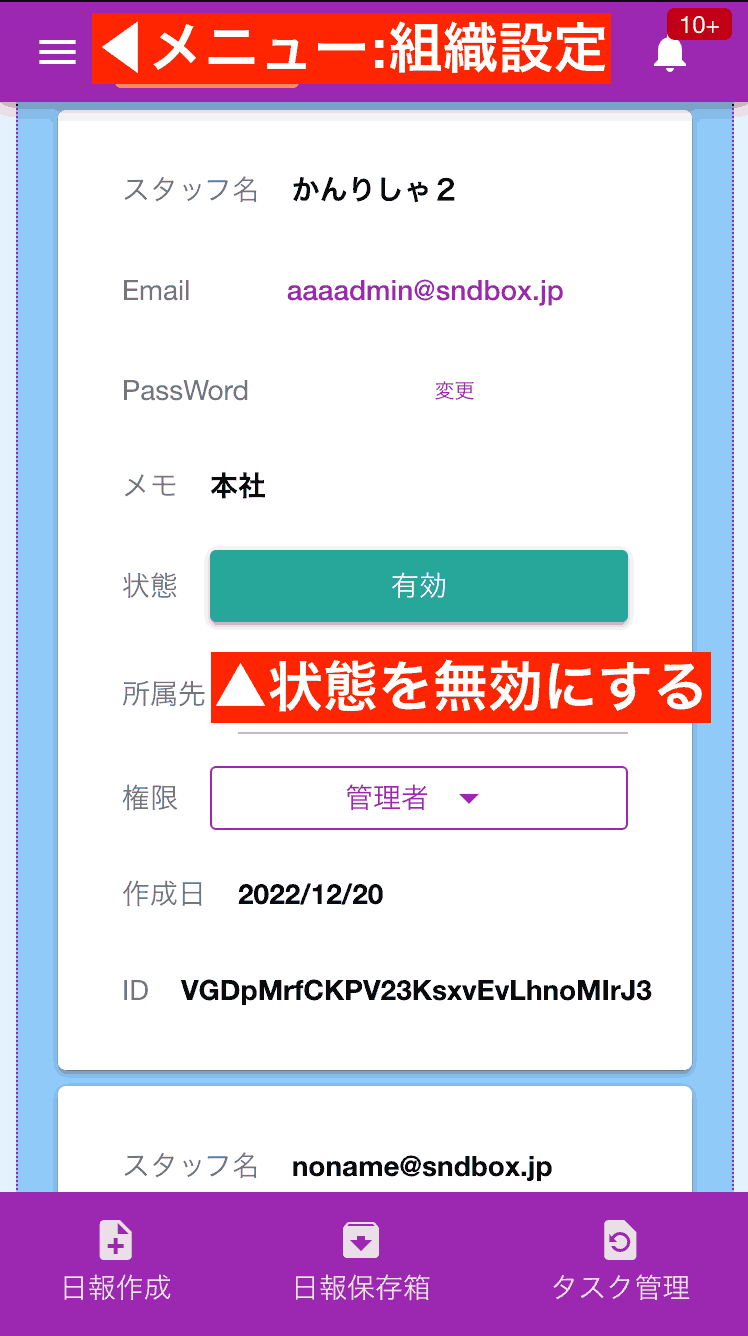 ◀メニュー:組織設定
10+
スタッフ名 かんりしゃ２
Email aaaadmin@sndbox.jp
PassWord 変更
メモ 本社
状態 有効
所属先 ▲状態を無効にする
権限 管理者
作成日 2022/12/20
ID VGDpMrfCKPV23KsxvEvLhnoMIrJ3
スタッフ名 noname@sndbox.jp
日報作成 日報保存箱 タスク管理